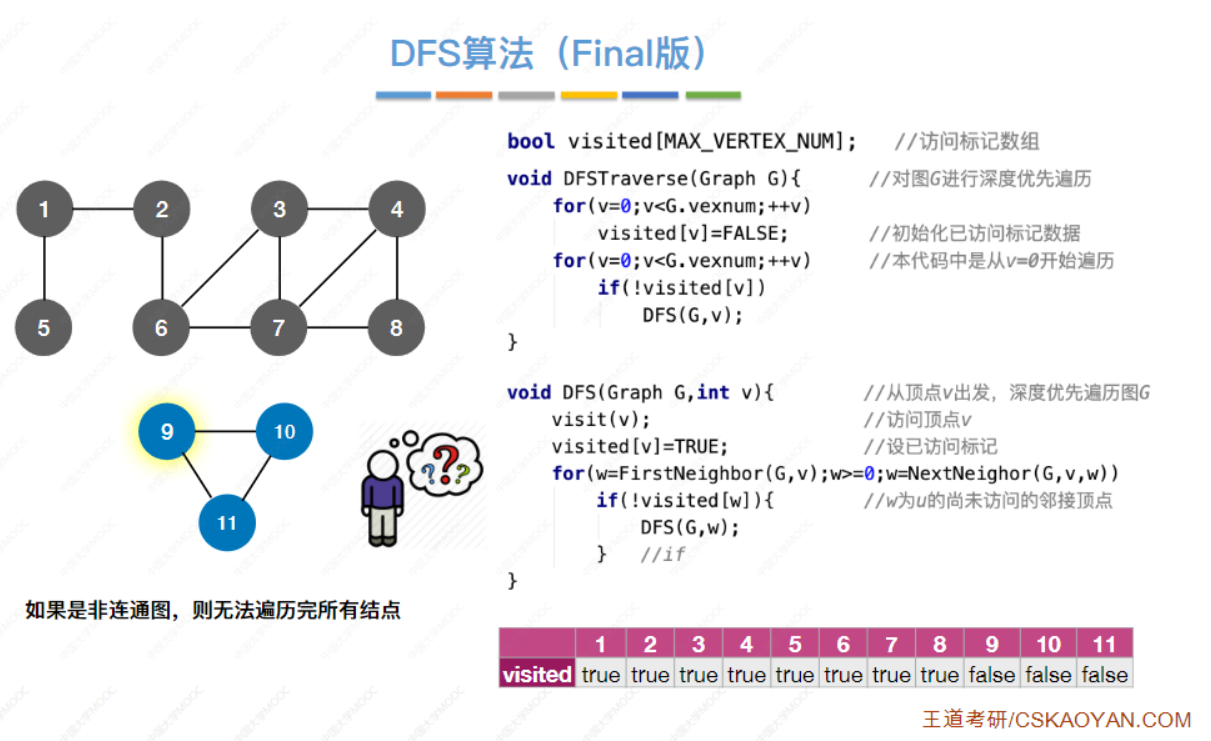 DFS算法（Final版）
bool visited[MAX_VERTEX_NUM]; //访问标记数组
void DFSTraverse(Graph G){ //对图G进行深度优先遍历
for(v=0;v<G.vexnum;++v)
visited[v]=FALSE; //初始化已访问标记数据
for(v=0;v<G.vexnum;++v) //本代码中是从v=0开始遍历
if(!visited[v])
DFS(G,v);
}
void DFS(Graph G,int v){ //从顶点v出发，深度优先遍历图G
visit(v); //访问顶点v
visited[v]=TRUE; //设已访问标记
for(w=FirstNeighbor(G,v);w>=0;w=NextNeighor(G,v,w))
if(!visited[w]){ //w为u的尚未访问的邻接顶点
DFS(G,w);
} //if
}
1 2 3 4
5 6 7 8
9 10
11
? ? ?
如果是非连通图，则无法遍历完所有结点
1 2 3 4 5 6 7 8 9 10 11
visited true true true true true true true true false false false
王道考研/CSKAOYAN.COM
中国大学MOOC